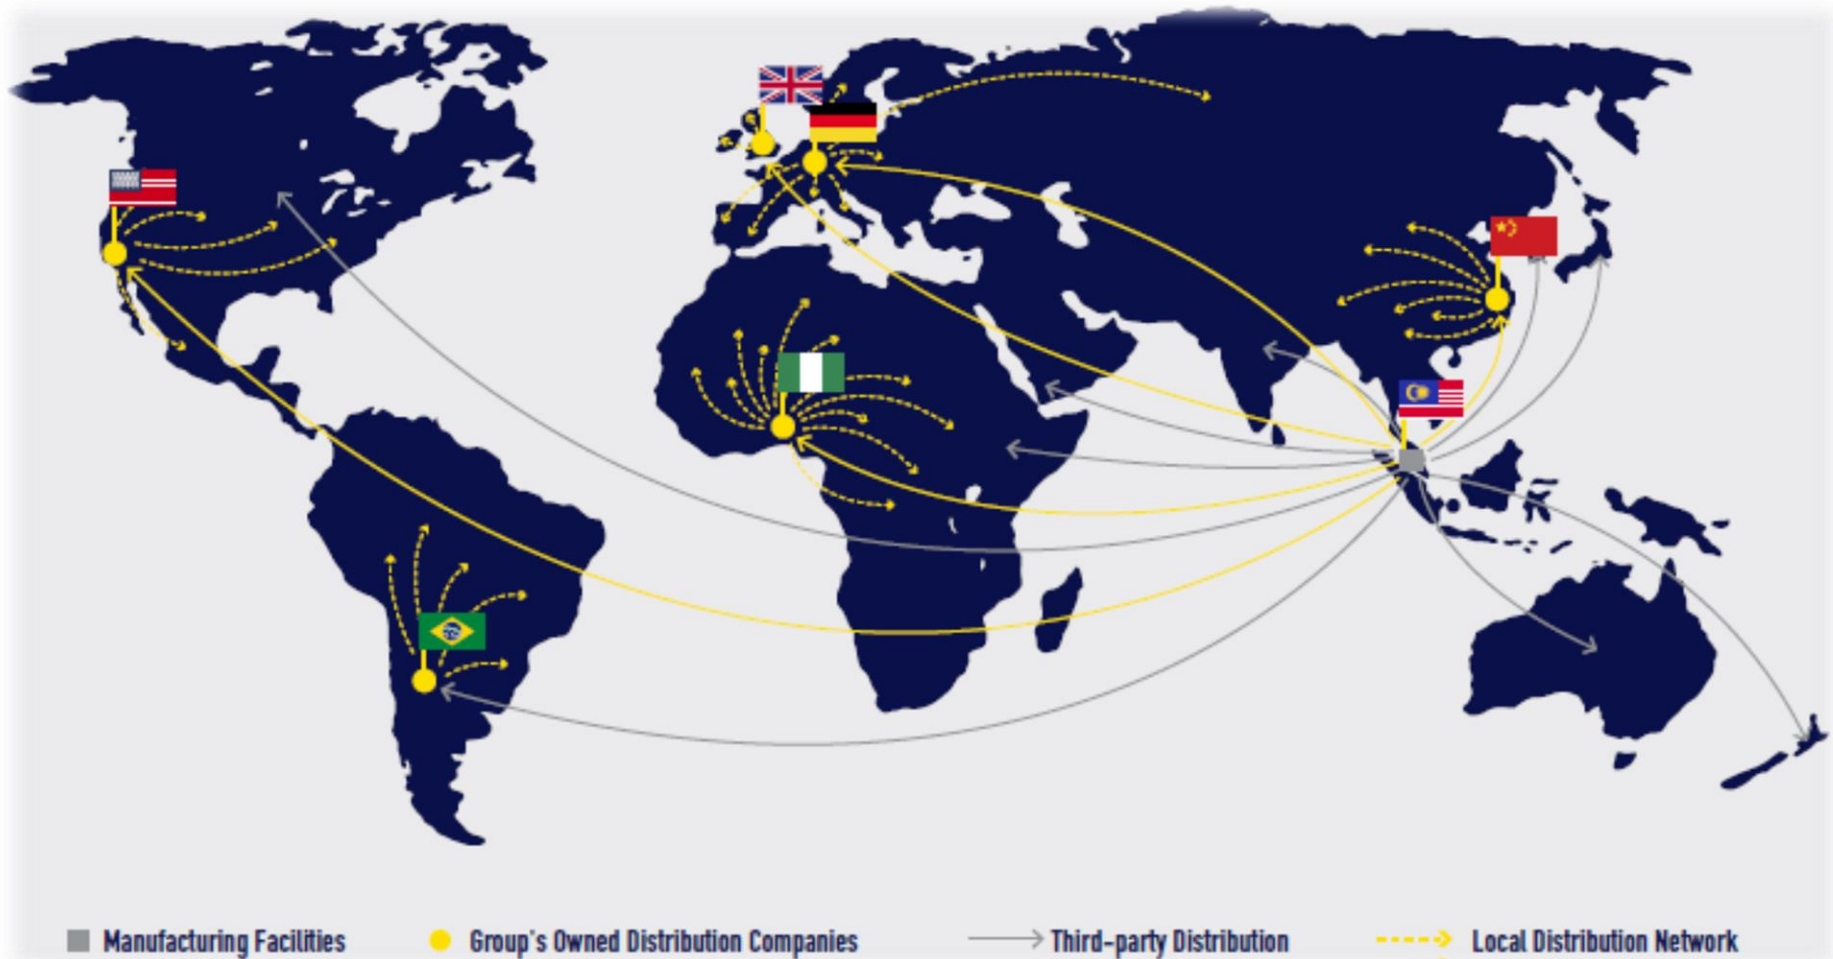 Manufacturing Facilities
Group's Owned Distribution Companies
Third-party Distribution
Local Distribution Network